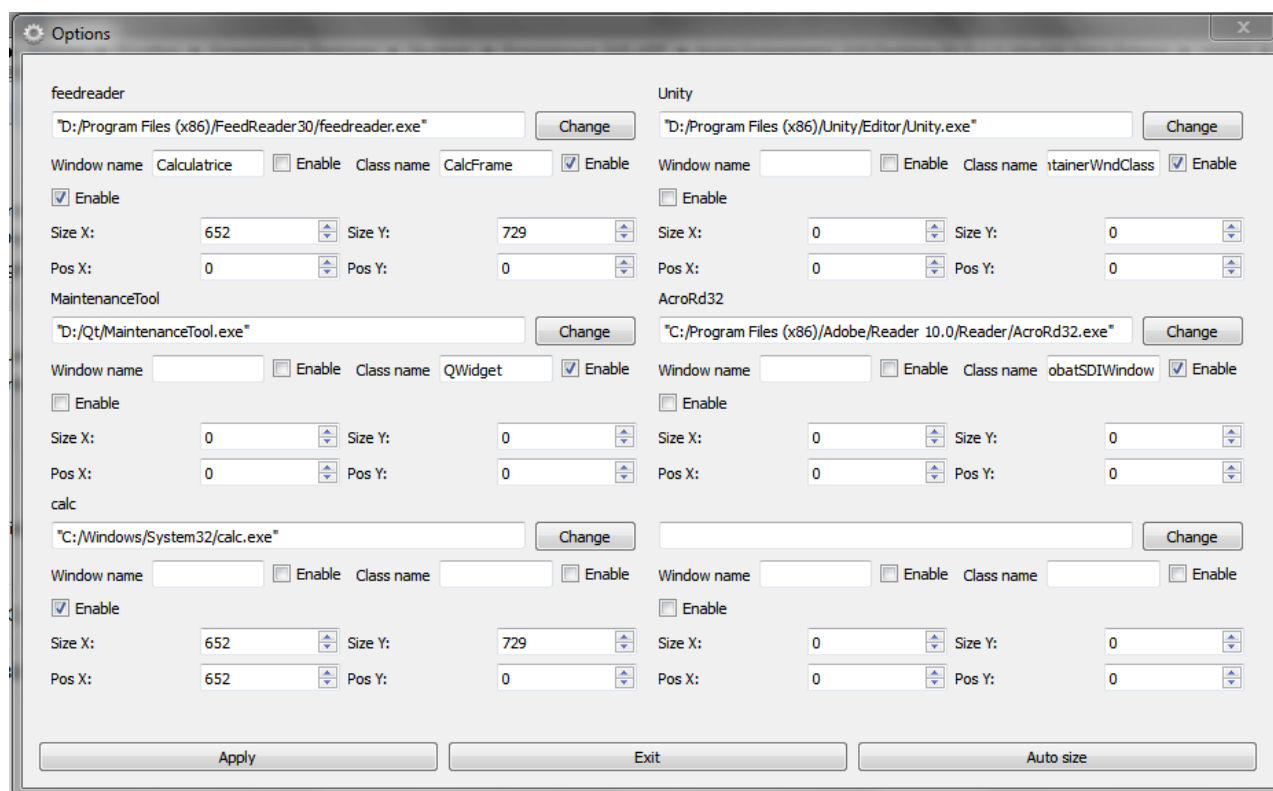 Options
feedreader Unity
"D:/Program Files (x86)/FeedReader30/feedreader.exe" Change "D:/Program Files (x86)/Unity/Editor/Unity.exe" Change
Window name Calculatrice Enable Class name CalcFrame Enable Window name Enable Class name ntainerWndClass Enable
Enable Enable
Size X: 652 Size Y: 729 Size X: 0 Size Y: 0
Pos X: 0 Pos Y: 0 Pos X: 0 Pos Y: 0
MaintenanceTool AcroRd32
"D:/Qt/MaintenanceTool.exe" Change "C:/Program Files (x86)/Adobe/Reader 10.0/Reader/AcroRd32.exe" Change
Window name Enable Class name QWidget Enable Window name Enable Class name obatSDIWindow Enable
Enable Enable
Size X: 0 Size Y: 0 Size X: 0 Size Y: 0
Pos X: 0 Pos Y: 0 Pos X: 0 Pos Y: 0
calc
"C:/Windows/System32/calc.exe" Change Change
Window name Enable Class name Enable Window name Enable Class name Enable
Enable Enable
Size X: 652 Size Y: 729 Size X: 0 Size Y: 0
Pos X: 652 Pos Y: 0 Pos X: 0 Pos Y: 0
Apply Exit Auto size